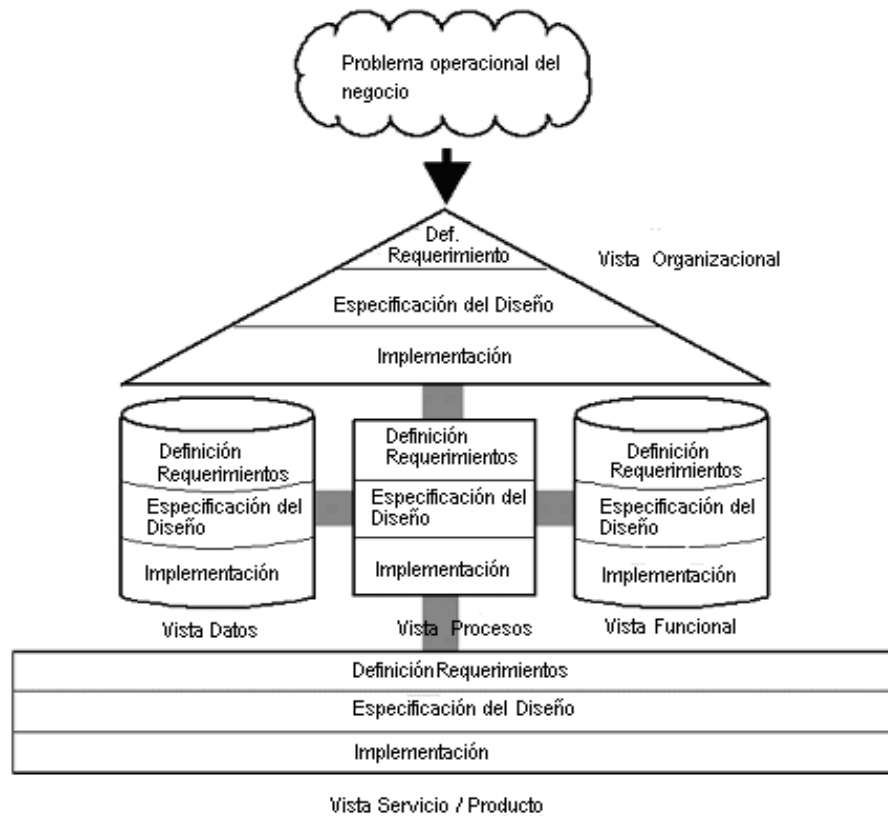 Problema operacional del
negocio
Def.
Requerimiento
Vista Organizacional
Especificación del Diseño
Implementación
Definición
Requerimientos
Especificación del
Diseño
Implementación
Vista Datos
Definición
Requerimientos
Especificación del
Diseño
Implementación
Vista Procesos
Definición
Requerimientos
Especificación del
Diseño
Implementación
Vista Funcional
Definición Requerimientos
Especificación del Diseño
Implementación
Vista Servicio / Producto